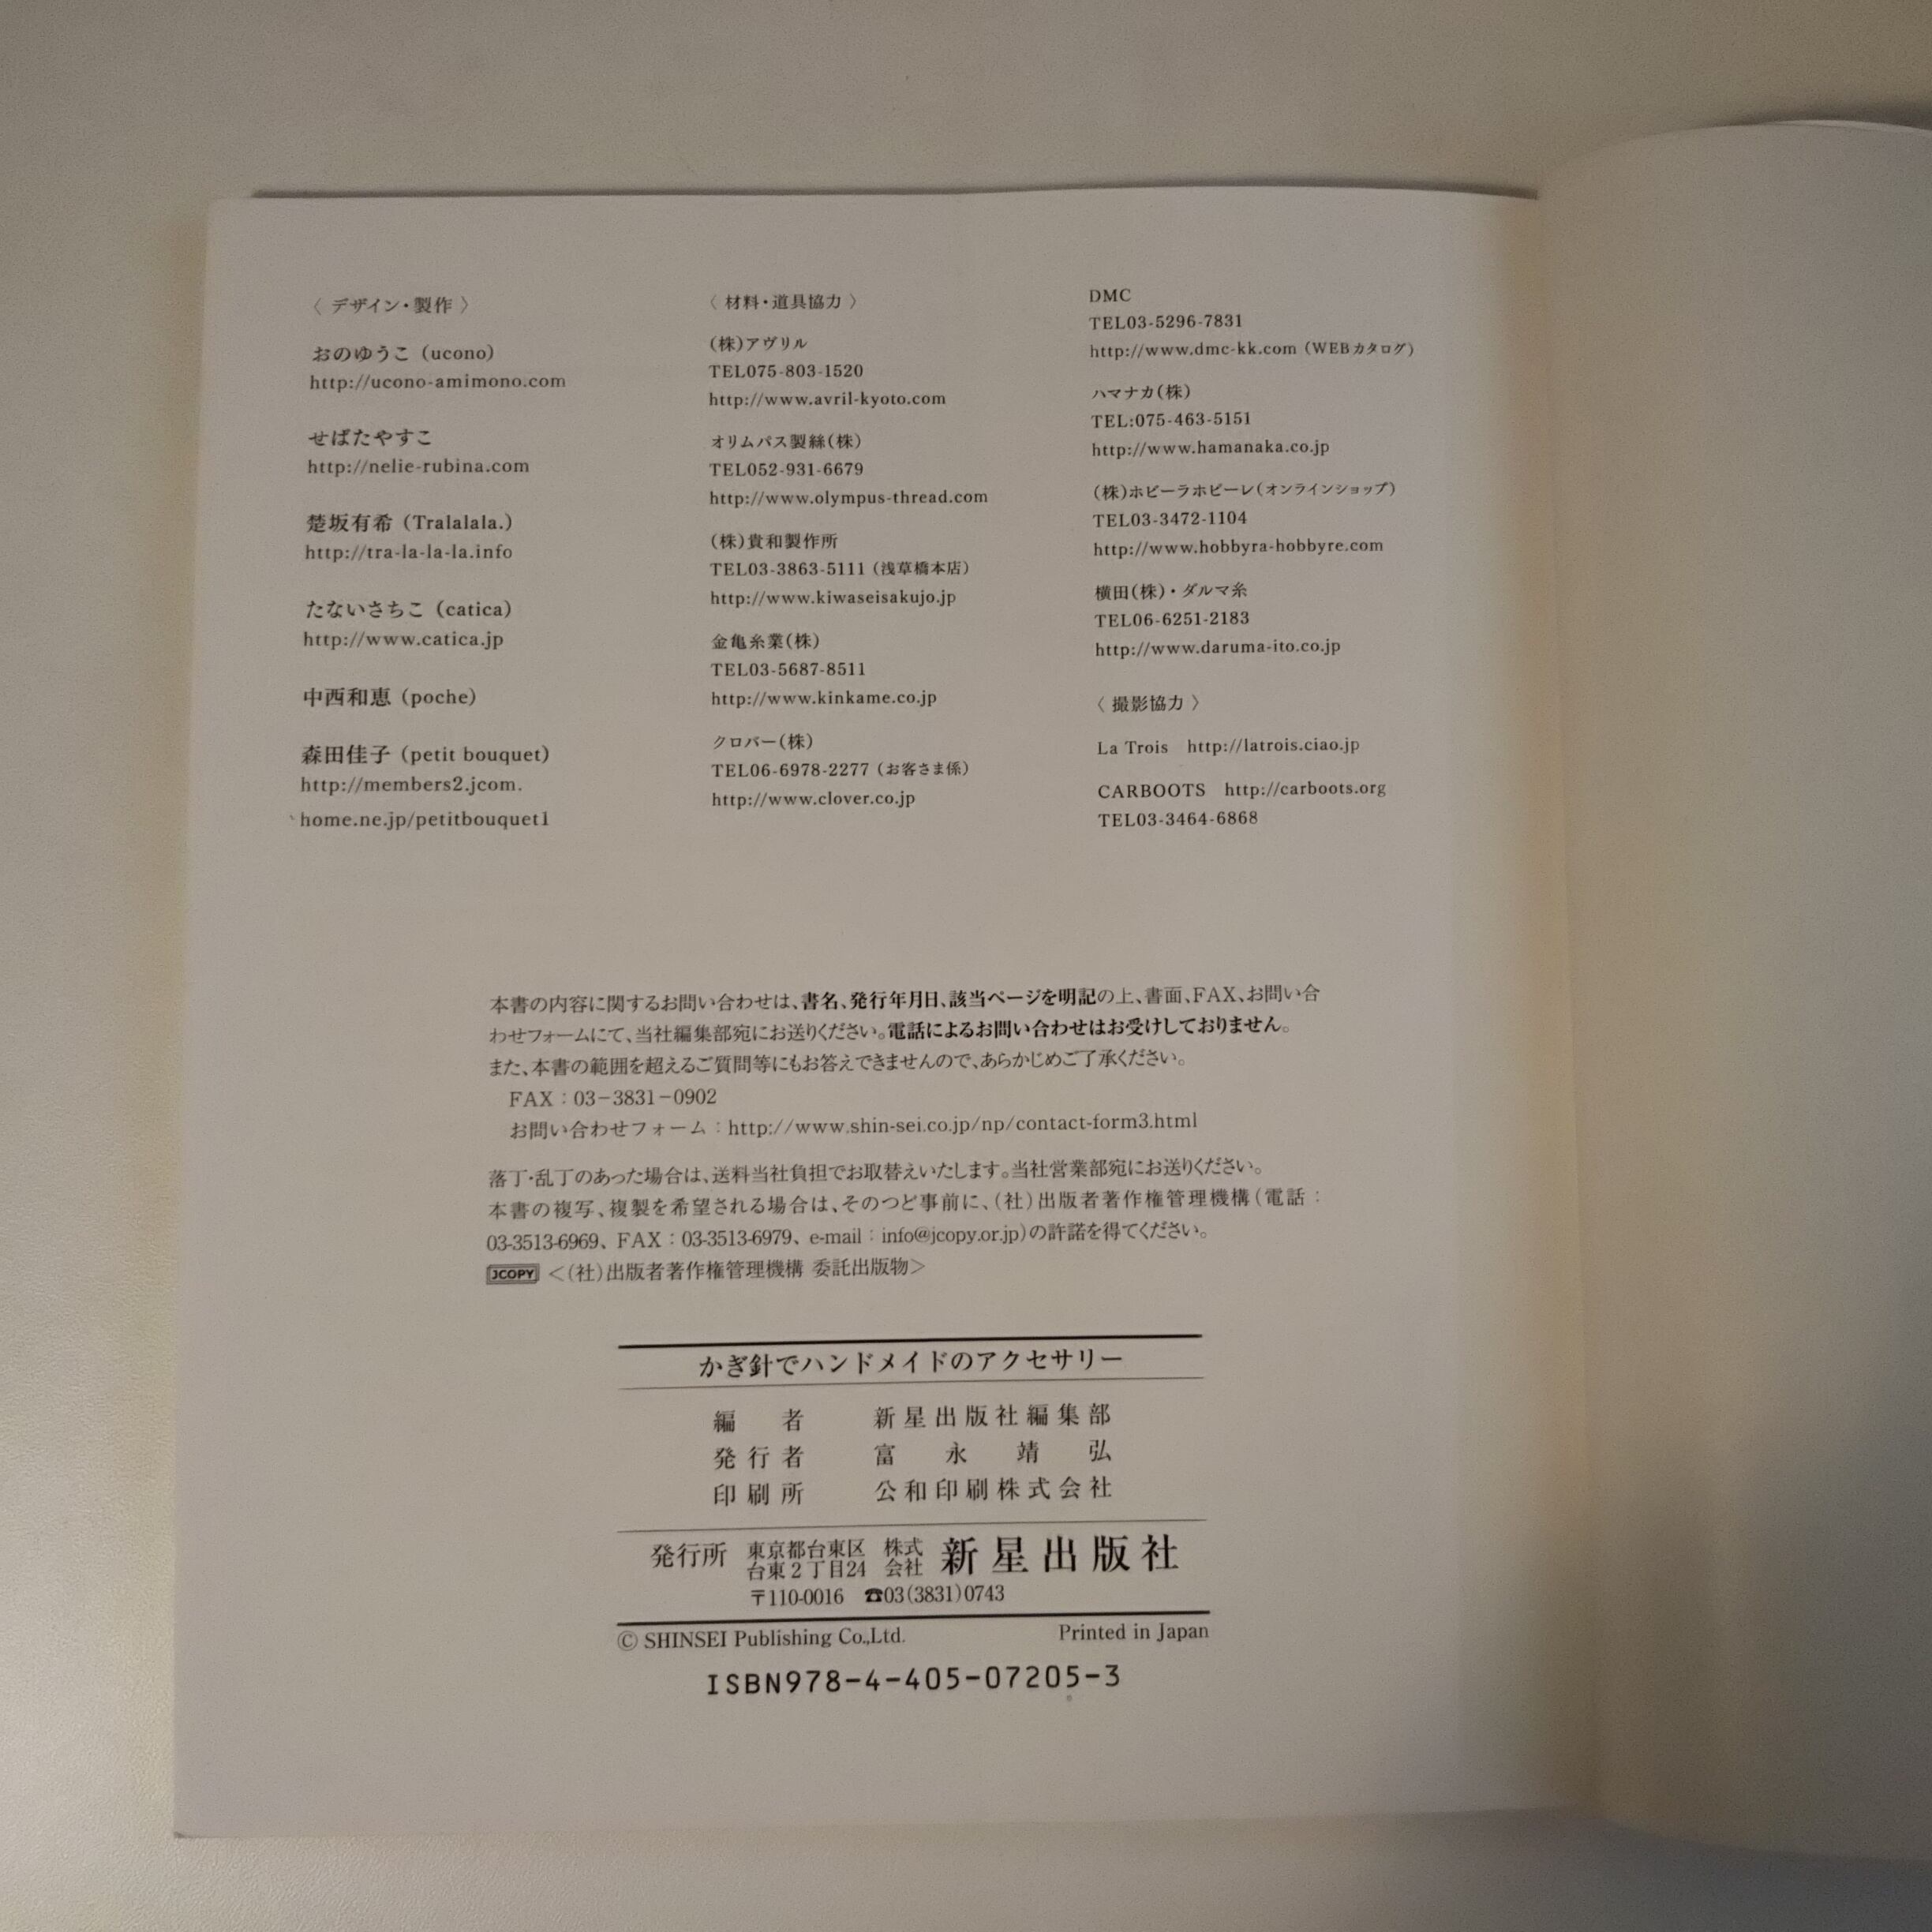 〈 デザイン・製作 〉
おのゆうこ（ucono）
http://ucono-amimono.com
せばたやすこ
http://nelie-rubina.com
楚坂有希（Tralalala.）
http://tra-la-la-la.info
たないさちこ（catica）
http://www.catica.jp
中西和恵（poche）
森田佳子（petit bouquet）
http://members2.jcom.
home.ne.jp/petitbouquet1
〈 材料・道具協力 〉
(株)アヴリル
TEL075-803-1520
http://www.avril-kyoto.com
オリムパス製絲(株)
TEL052-931-6679
http://www.olympus-thread.com
(株)貴和製作所
TEL03-3863-5111（浅草橋本店）
http://www.kiwaseisakujo.jp
金亀糸業(株)
TEL03-5687-8511
http://www.kinkame.co.jp
クロバー(株)
TEL06-6978-2277（お客さま係）
http://www.clover.co.jp
DMC
TEL03-5296-7831
http://www.dmc-kk.com（WEBカタログ）
ハマナカ(株)
TEL:075-463-5151
http://www.hamanaka.co.jp
(株)ホビーラホビーレ(オンラインショップ)
TEL03-3472-1104
http://www.hobbyra-hobbyre.com
横田(株)・ダルマ糸
TEL06-6251-2183
http://www.daruma-ito.co.jp
〈 撮影協力 〉
La Trois　http://latrois.ciao.jp
CARBOOTS　http://carboots.org
TEL03-3464-6868
本書の内容に関するお問い合わせは、書名、発行年月日、該当ページを明記の上、書面、FAX、お問い合
わせフォームにて、当社編集部宛にお送りください。電話によるお問い合わせはお受けしておりません。
また、本書の範囲を超えるご質問等にもお答えできませんので、あらかじめご了承ください。
FAX：03−3831−0902
お問い合わせフォーム：http://www.shin-sei.co.jp/np/contact-form3.html
落丁・乱丁のあった場合は、送料当社負担でお取替えいたします。当社営業部宛にお送りください。
本書の複写、複製を希望される場合は、そのつど事前に、(社)出版者著作権管理機構(電話：
03-3513-6969、FAX：03-3513-6979、e-mail：info@jcopy.or.jp)の許諾を得てください。
JCOPY ＜(社)出版者著作権管理機構 委託出版物＞
かぎ針でハンドメイドのアクセサリー
編者　新星出版社編集部
発行者　富永靖弘
印刷所　公和印刷株式会社
発行所 東京都台東区台東2丁目24 株式会社 新星出版社
〒110-0016　☎03(3831)0743
© SHINSEI Publishing Co.,Ltd.　Printed in Japan
ISBN978-4-405-07205-3